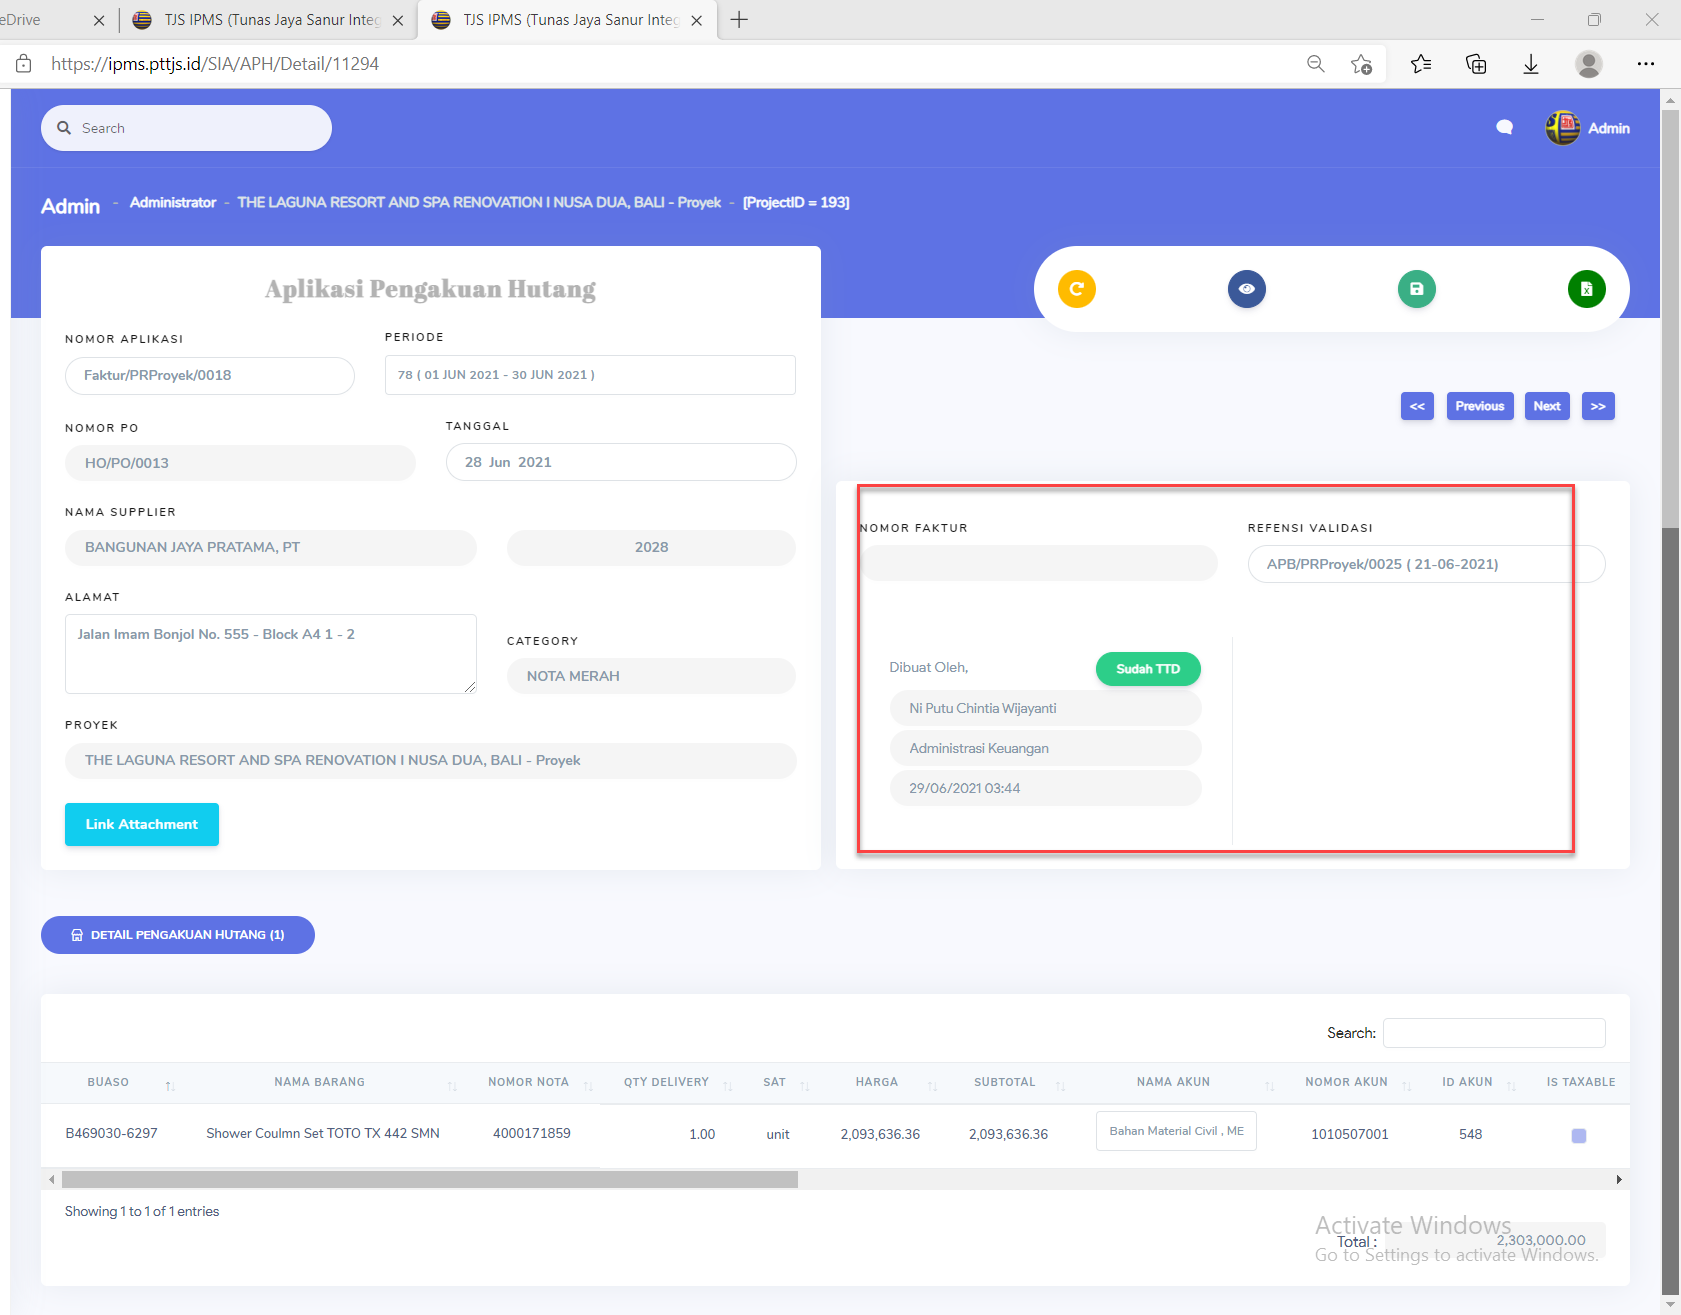 eDrive
TJS IPMS (Tunas Jaya Sanur Integ
TJS IPMS (Tunas Jaya Sanur Integ
https://ipms.pttjs.id/SIA/APH/Detail/11294
Search
Admin
Admin - Administrator - THE LAGUNA RESORT AND SPA RENOVATION I NUSA DUA, BALI - Proyek - [ProjectID = 193]
Aplikasi Pengakuan Hutang
NOMOR APLIKASI
PERIODE
Faktur/PRProyek/0018
78 ( 01 JUN 2021 - 30 JUN 2021 )
NOMOR PO
TANGGAL
HO/PO/0013
28 Jun 2021
NAMA SUPPLIER
BANGUNAN JAYA PRATAMA, PT
2028
ALAMAT
Jalan Imam Bonjol No. 555 - Block A4 1 - 2
CATEGORY
NOTA MERAH
PROYEK
THE LAGUNA RESORT AND SPA RENOVATION I NUSA DUA, BALI - Proyek
Link Attachment
<< Previous Next >>
NOMOR FAKTUR
REFENSI VALIDASI
APB/PRProyek/0025 ( 21-06-2021)
Dibuat Oleh,
Sudah TTD
Ni Putu Chintia Wijayanti
Administrasi Keuangan
29/06/2021 03:44
DETAIL PENGAKUAN HUTANG (1)
Search:
BUASO NAMA BARANG NOMOR NOTA QTY DELIVERY SAT HARGA SUBTOTAL NAMA AKUN NOMOR AKUN ID AKUN IS TAXABLE
B469030-6297 Shower Coulmn Set TOTO TX 442 SMN 4000171859 1.00 unit 2,093,636.36 2,093,636.36 Bahan Material Civil , ME 1010507001 548
Showing 1 to 1 of 1 entries
Activate Windows
Total : 2,303,000.00
Go to Settings to activate Windows.